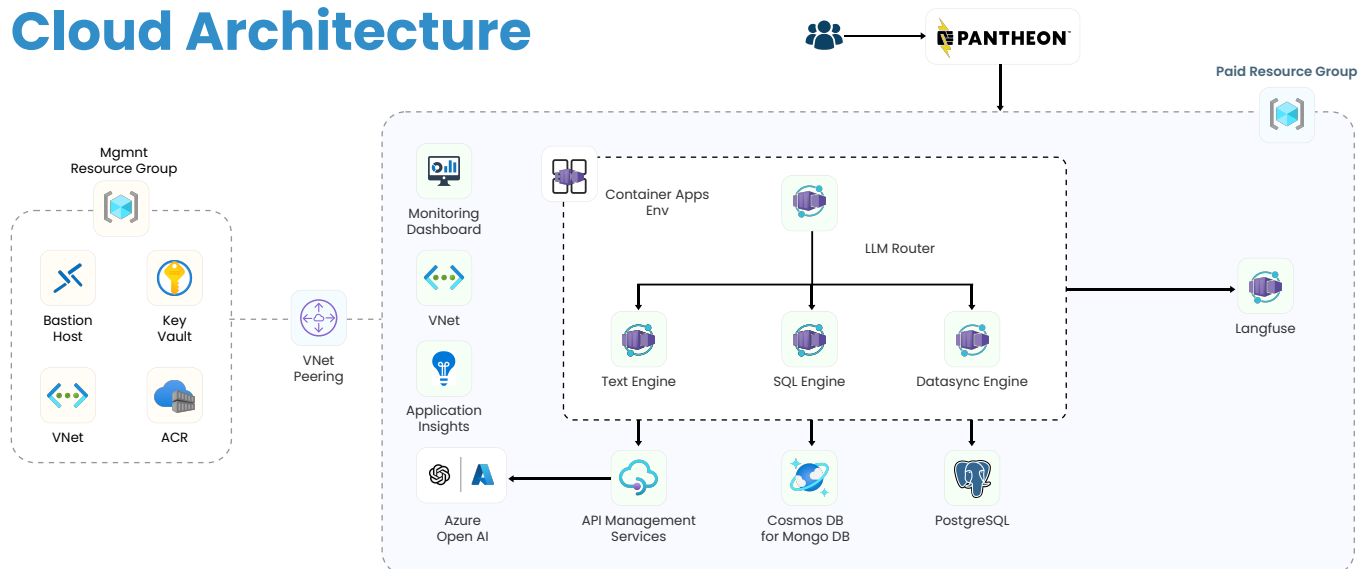 Cloud Architecture
PANTHEON
Paid Resource Group
Mgmnt
Resource Group
Bastion
Host
Key
Vault
VNet
ACR
VNet
Peering
Monitoring
Dashboard
VNet
Application
Insights
Azure
Open AI
Container Apps
Env
LLM Router
Text Engine
SQL Engine
Datasync Engine
API Management
Services
Cosmos DB
for Mongo DB
PostgreSQL
Langfuse